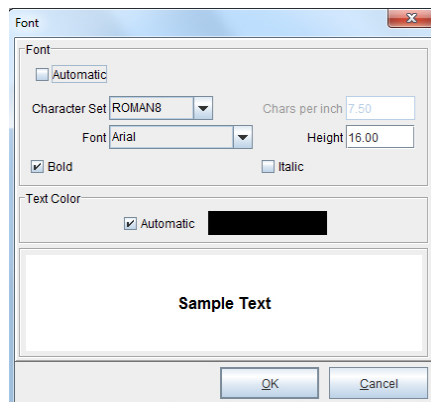 Font
Font
Automatic
Character Set ROMAN8 Chars per inch 7.50
Font Arial Height 16.00
Bold Italic
Text Color
Automatic
Sample Text
OK Cancel